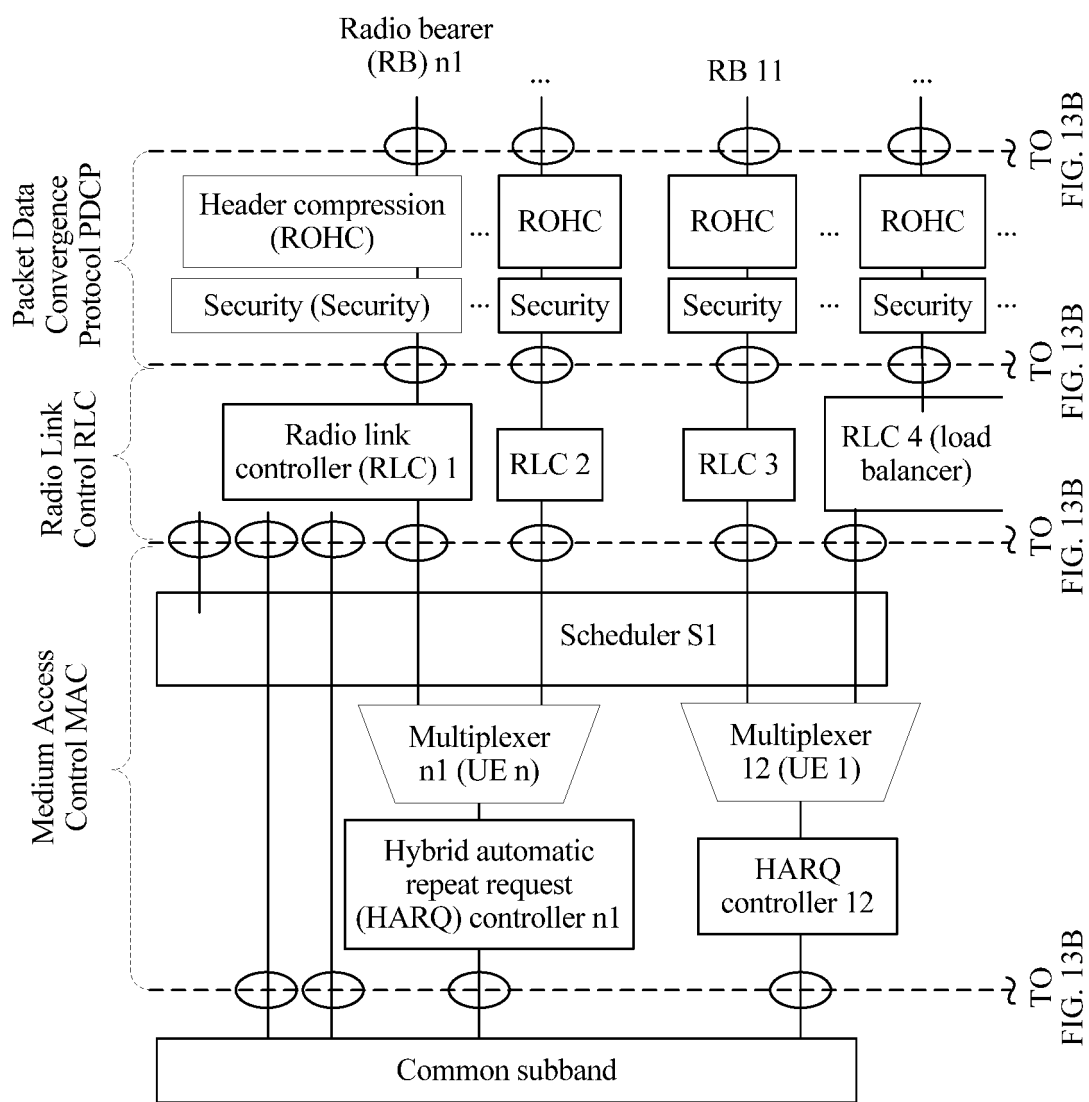 Radio bearer
(RB) n1
...
RB 11
...
TO
FIG. 13B
Packet Data
Convergence
Protocol PDCP
Header compression
(ROHC)
...
ROHC
ROHC
...
ROHC
...
Security (Security)
...
Security
Security
...
Security
...
TO
FIG. 13B
Radio Link
Control RLC
Radio link
controller (RLC) 1
RLC 2
RLC 3
RLC 4 (load
balancer)
TO
FIG. 13B
Medium Access
Control MAC
Scheduler S1
Multiplexer
n1 (UE n)
Multiplexer
12 (UE 1)
Hybrid automatic
repeat request
(HARQ) controller n1
HARQ
controller 12
TO
FIG. 13B
Common subband